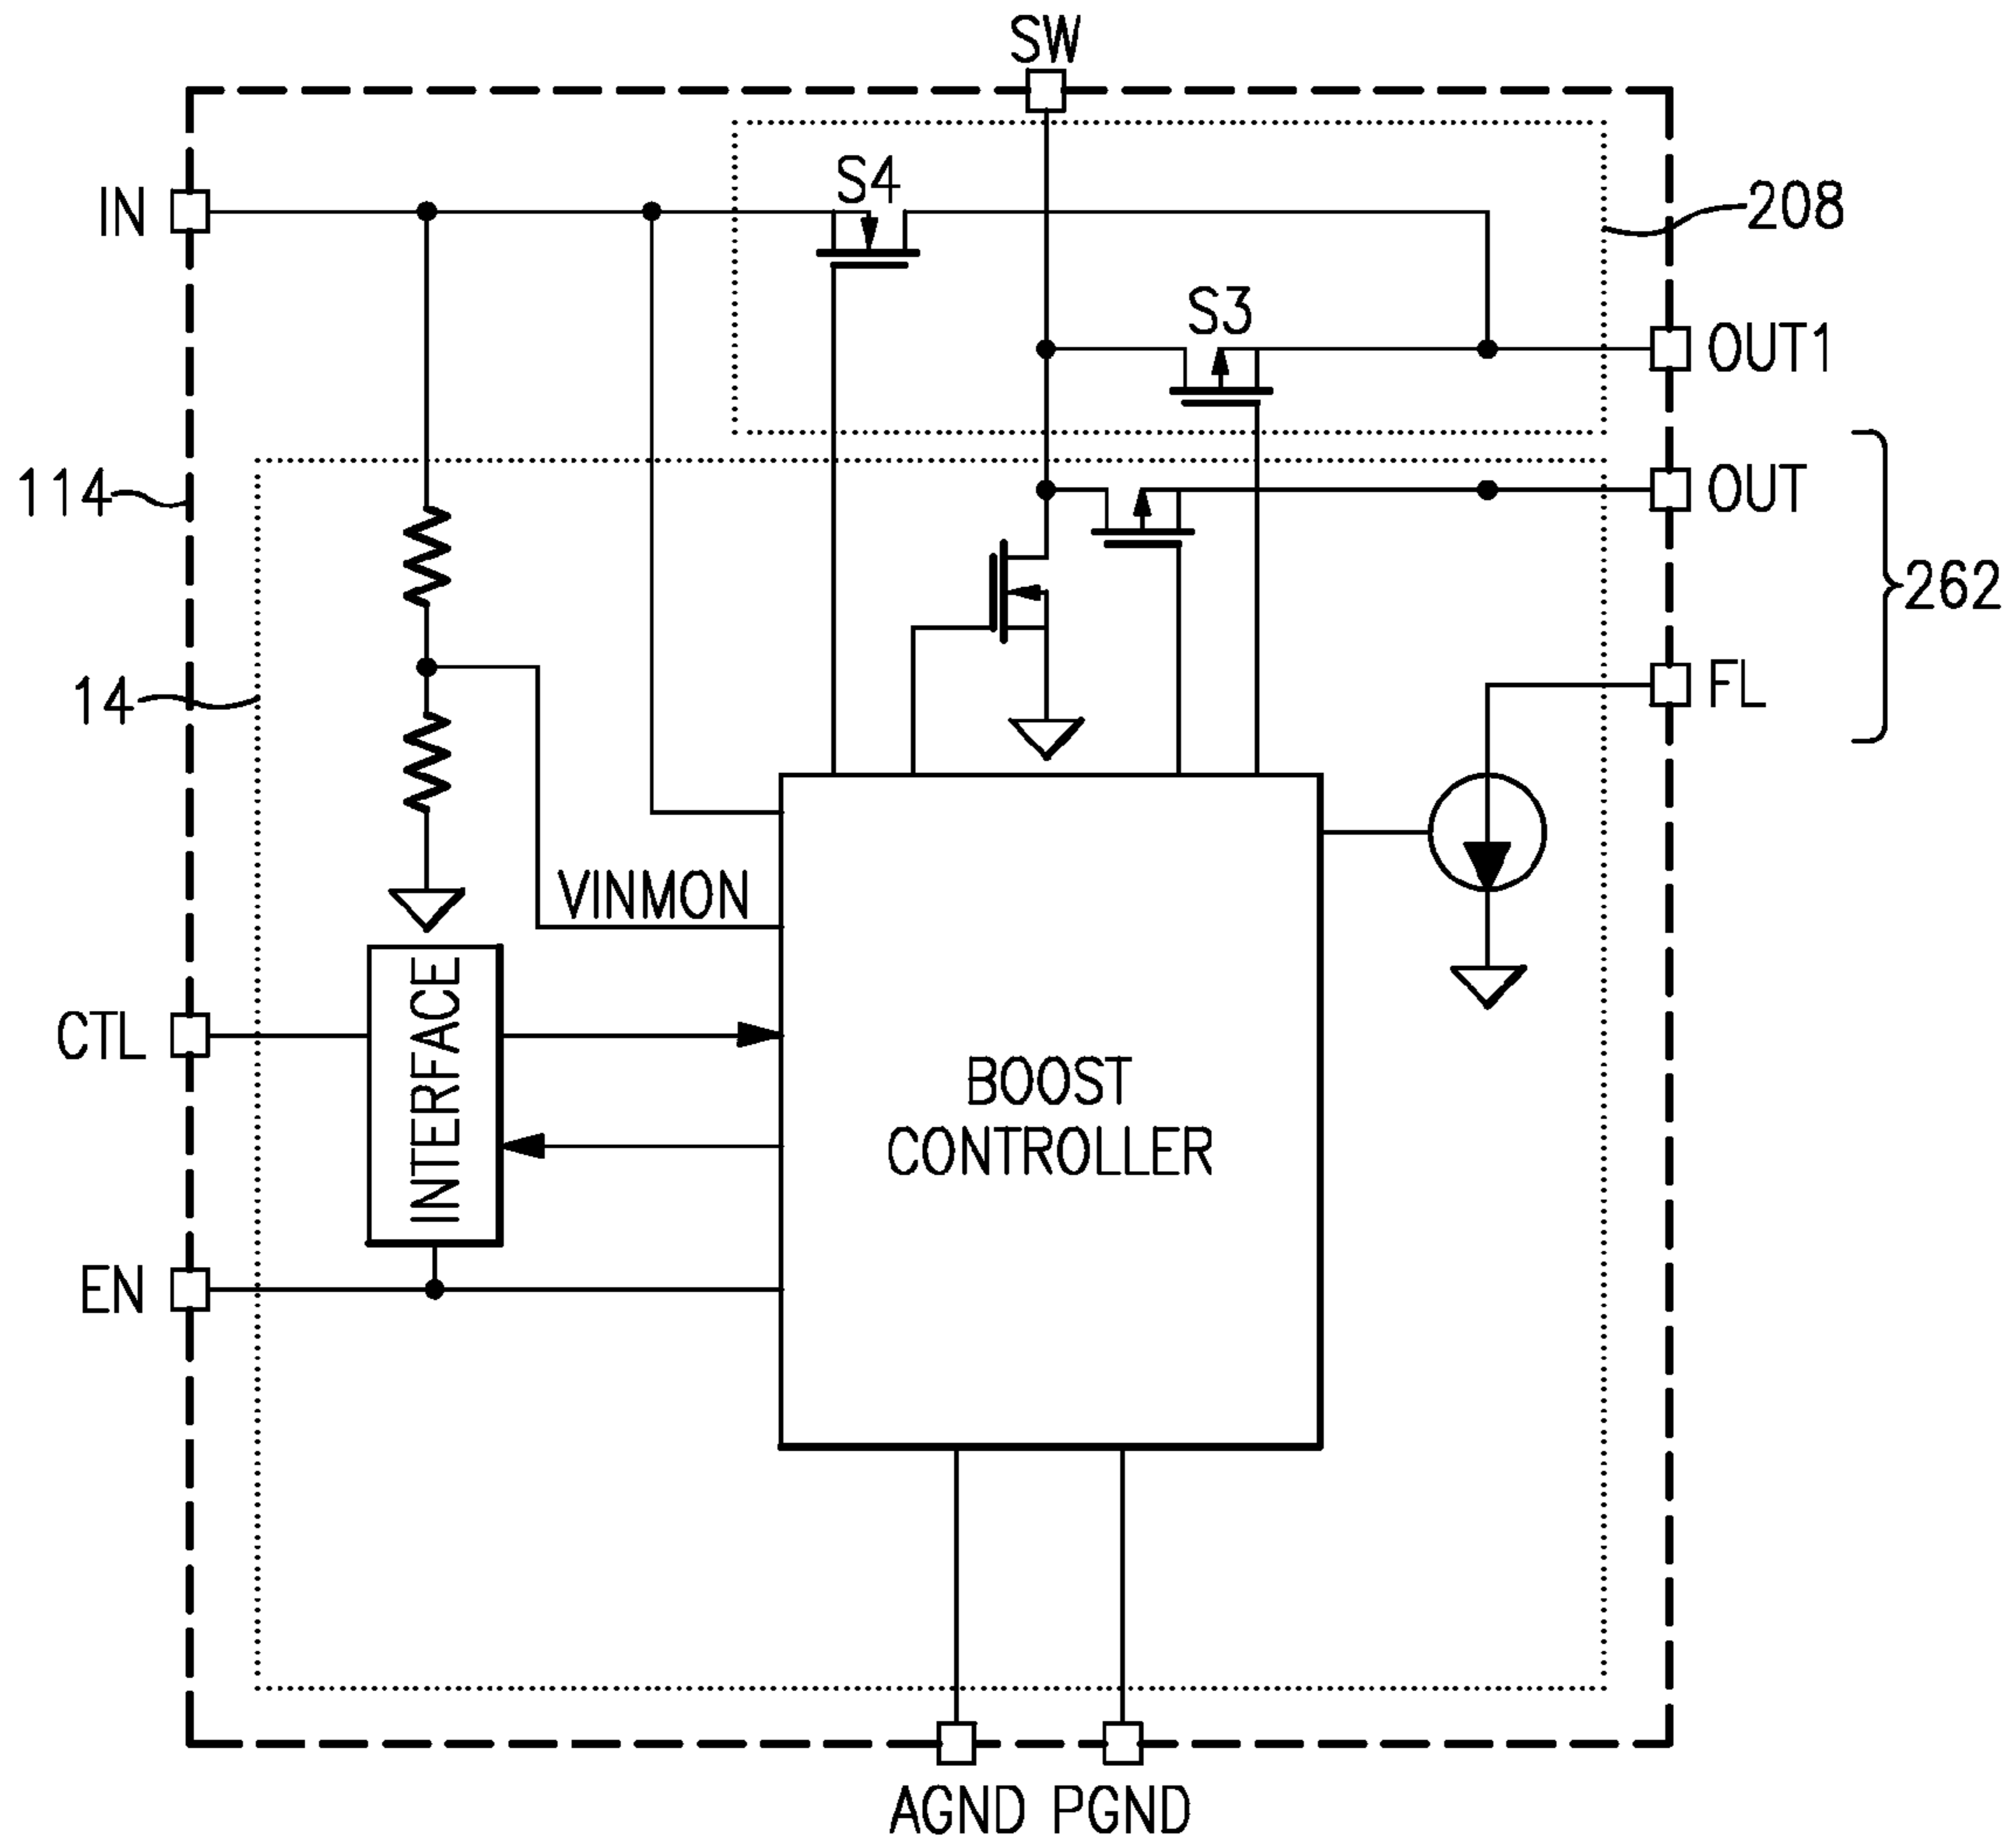 SW
IN
S4
208
S3
OUT1
114
OUT
262
14
FL
VINMON
CTL
INTERFACE
BOOST
CONTROLLER
EN
AGND PGND